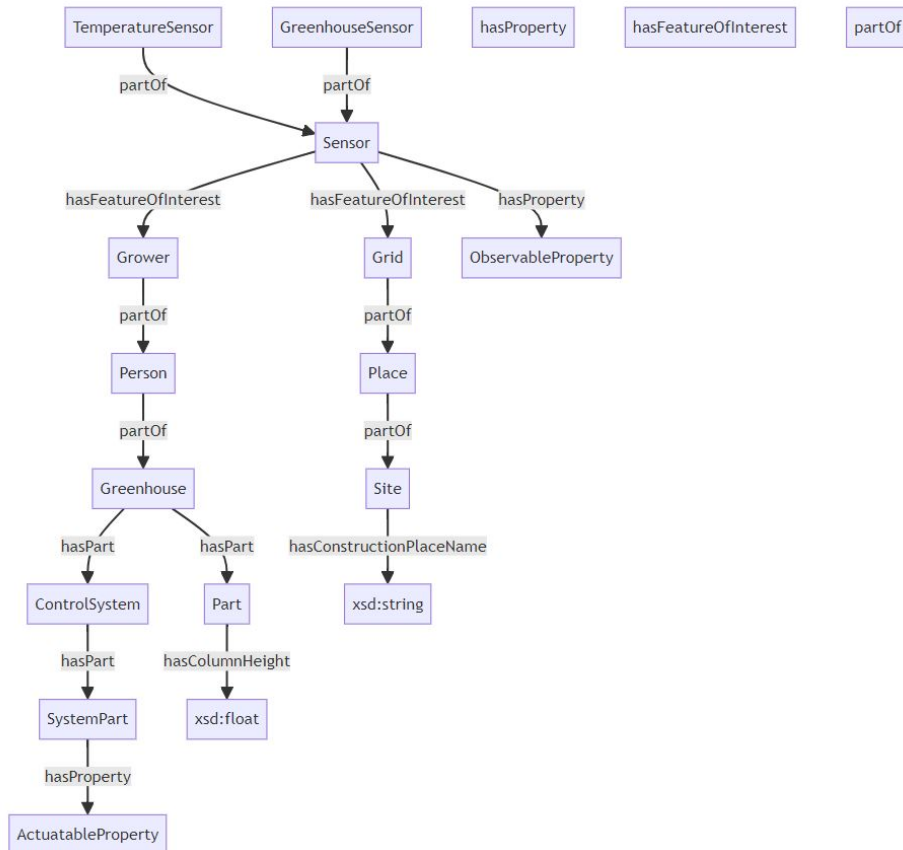 TemperatureSensor
GreenhouseSensor
hasProperty
hasFeatureOfInterest
partOf
partOf
partOf
Sensor
hasFeatureOfInterest
hasFeatureOfInterest
hasProperty
Grower
Grid
ObservableProperty
partOf
partOf
Person
Place
partOf
partOf
Greenhouse
Site
hasPart
hasPart
hasConstructionPlaceName
ControlSystem
Part
xsd:string
hasPart
hasColumnHeight
SystemPart
xsd:float
hasProperty
ActuatableProperty